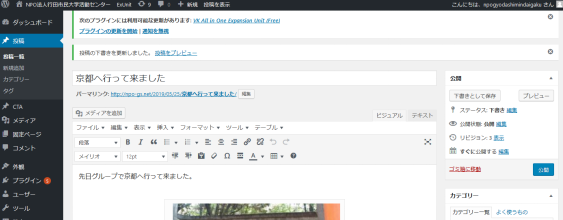 NPO法人行田市民大学活動センター ExUnit 9 0 + 新規 投稿を表示 こんにちは、npogyodashimindaigaku さん
ダッシュボード
投稿
投稿一覧
新規追加
カテゴリー
タグ
CTA
メディア
固定ページ
コメント
外観
プラグイン 1
ユーザー
ツール
次のプラグインには利用可能な更新があります: VK All in One Expansion Unit (Free)
プラグインの更新を開始 | 通知を無視
投稿の下書きを更新しました。 投稿をプレビュー
京都へ行って来ました
パーマリンク: http://npo-gs.net/2016/05/25/京都へ行って来ました/ 編集
メディアを追加
ビジュアル テキスト
ファイル 編集 表示 挿入 フォーマット ツール テーブル
段落 B I
メイリオ 12pt
先日グループで京都へ行って来ました。
公開
下書きとして保存 プレビュー
ステータス: 下書き 編集
公開状態: 公開 編集
リビジョン: 3 表示
すぐに公開する 編集
ゴミ箱に移動 公開
カテゴリー
カテゴリー一覧 よく使うもの